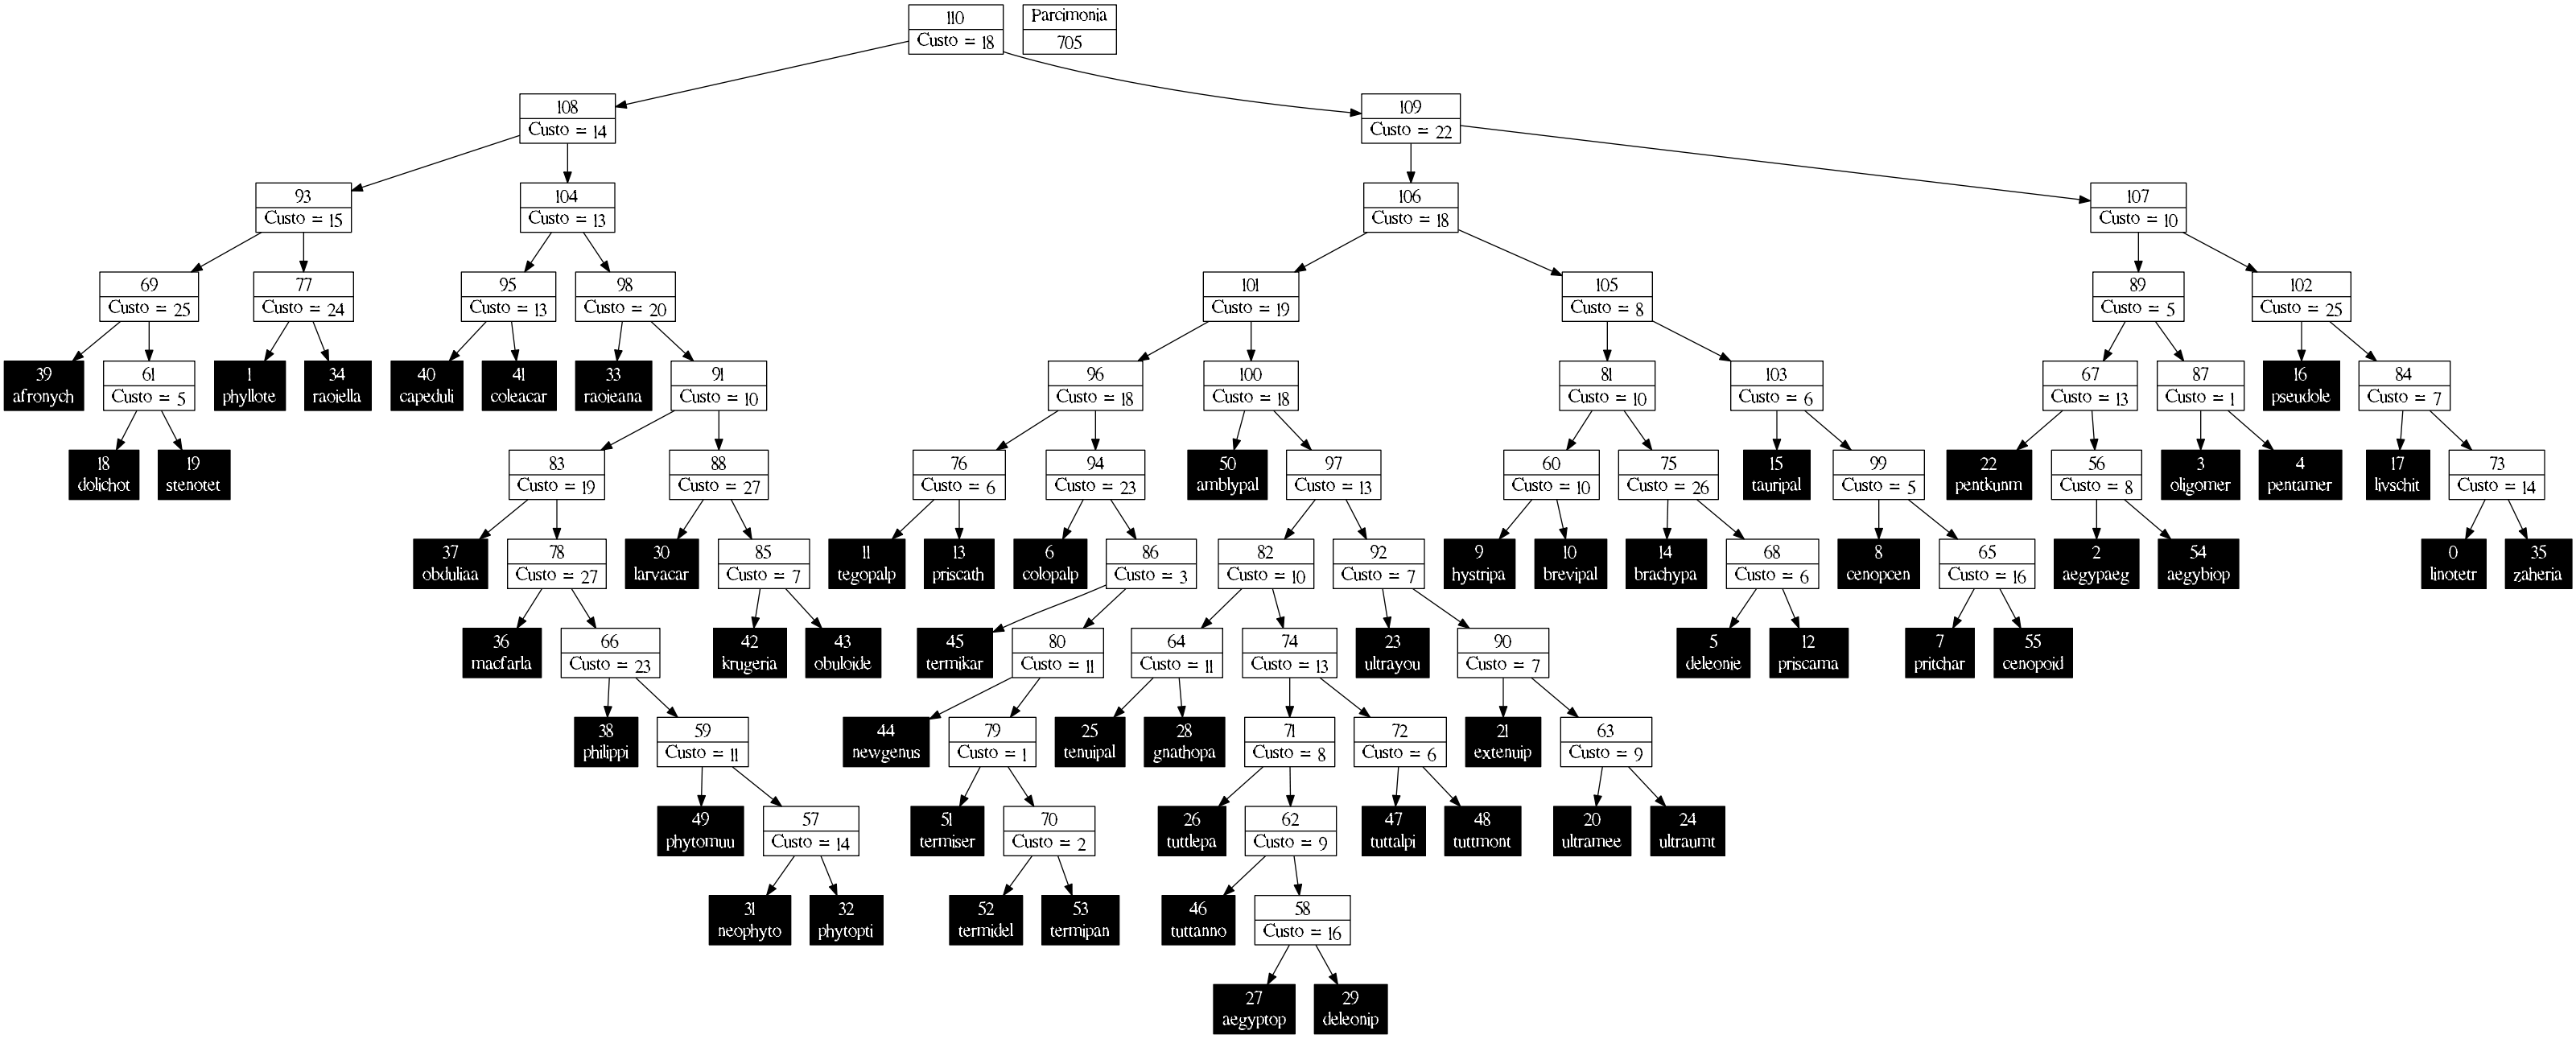 110
Custo = 18
Parcimonia
705
108
Custo = 14
109
Custo = 22
93
Custo = 15
104
Custo = 13
106
Custo = 18
107
Custo = 10
69
Custo = 25
77
Custo = 24
95
Custo = 13
98
Custo = 20
101
Custo = 19
105
Custo = 8
89
Custo = 5
102
Custo = 25
39
afronych
61
Custo = 5
1
phyllote
34
raoiella
40
capeduli
41
coleacar
33
raoieana
91
Custo = 10
96
Custo = 18
100
Custo = 18
81
Custo = 10
103
Custo = 6
67
Custo = 13
87
Custo = 1
16
pseudole
84
Custo = 7
18
dolichot
19
stenotet
83
Custo = 19
88
Custo = 27
76
Custo = 6
94
Custo = 23
50
amblypal
97
Custo = 13
60
Custo = 10
75
Custo = 26
15
tauripal
99
Custo = 5
22
pentkunm
56
Custo = 8
3
oligomer
4
pentamer
17
livschit
73
Custo = 14
37
obduliaa
78
Custo = 27
30
larvacar
85
Custo = 7
11
tegopalp
13
priscath
6
colopalp
86
Custo = 3
82
Custo = 10
92
Custo = 7
9
hystripa
10
brevipal
14
brachypa
68
Custo = 6
8
cenopcen
65
Custo = 16
2
aegypaeg
54
aegybiop
0
linotetr
35
zaheria
36
macfarla
66
Custo = 23
42
krugeria
43
obuloide
45
termikar
80
Custo = 11
64
Custo = 11
74
Custo = 13
23
ultrayou
90
Custo = 7
5
deleonie
12
priscama
7
pritchar
55
cenopoid
38
philippi
59
Custo = 11
44
newgenus
79
Custo = 1
25
tenuipal
28
gnathopa
71
Custo = 8
72
Custo = 6
21
extenuip
63
Custo = 9
49
phytomuu
57
Custo = 14
51
termiser
70
Custo = 2
26
tuttlepa
62
Custo = 9
47
tuttalpi
48
tuttmont
20
ultramee
24
ultraumt
31
neophyto
32
phytopti
52
termidel
53
termipan
46
tuttanno
58
Custo = 16
27
aegyptop
29
deleonip